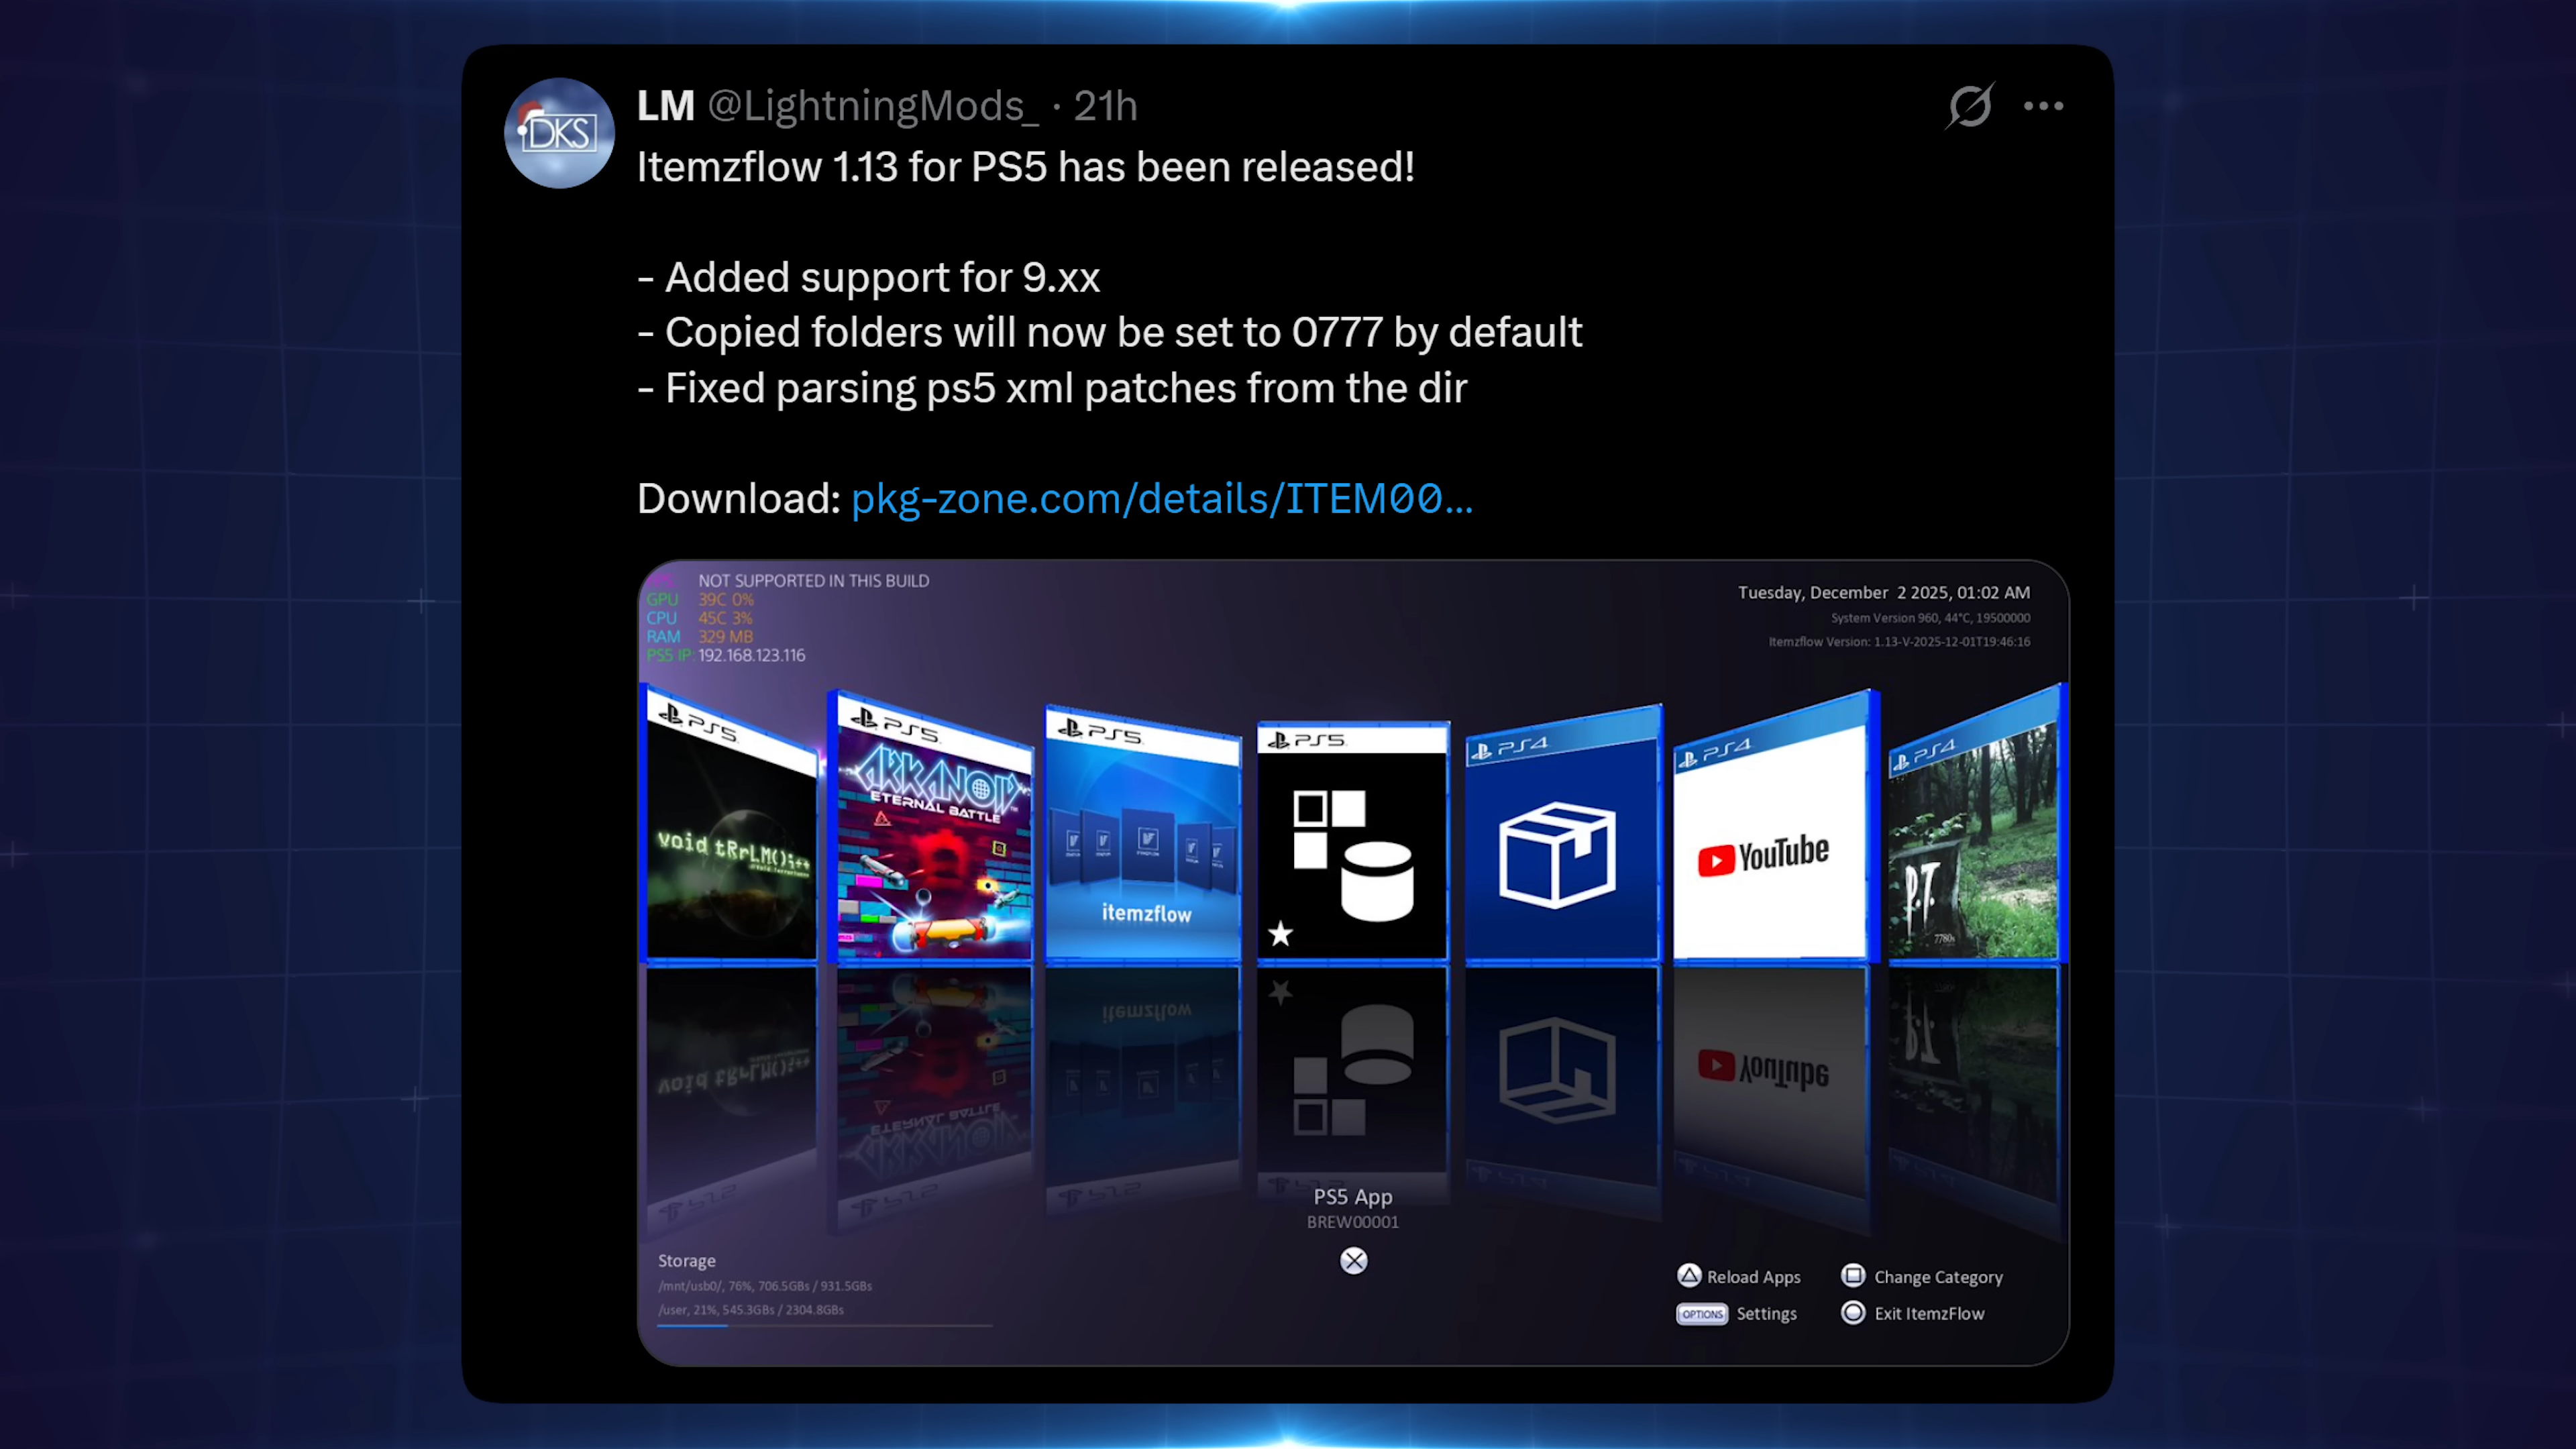 LM @LightningMods_ · 21h
DKS
Itemzflow 1.13 for PS5 has been released!
- Added support for 9.xx
- Copied folders will now be set to 0777 by default
- Fixed parsing ps5 xml patches from the dir
Download: pkg-zone.com/details/ITEM00...
NOT SUPPORTED IN THIS BUILD
GPU 39C 0%
CPU 45C 3%
RAM 329 MB
PS5 IP: 192.168.123.116
Tuesday, December 2 2025, 01:02 AM
System Version 960, 44°C, 19500000
Itemzflow Version: 1.13-V-2025-12-01T19:46:16
PS5
void tRrLM();++
PS5
ARKANOID
ETERNAL BATTLE
PS5
itemzflow
PS5
PS4
PS4
YouTube
PS4
P.T.
7780s
PS5 App
BREW00001
Storage
/mnt/usb0/, 76%, 706.5GBs / 931.5GBs
/user, 21%, 545.3GBs / 2304.8GBs
Reload Apps
Change Category
OPTIONS Settings
Exit ItemzFlow